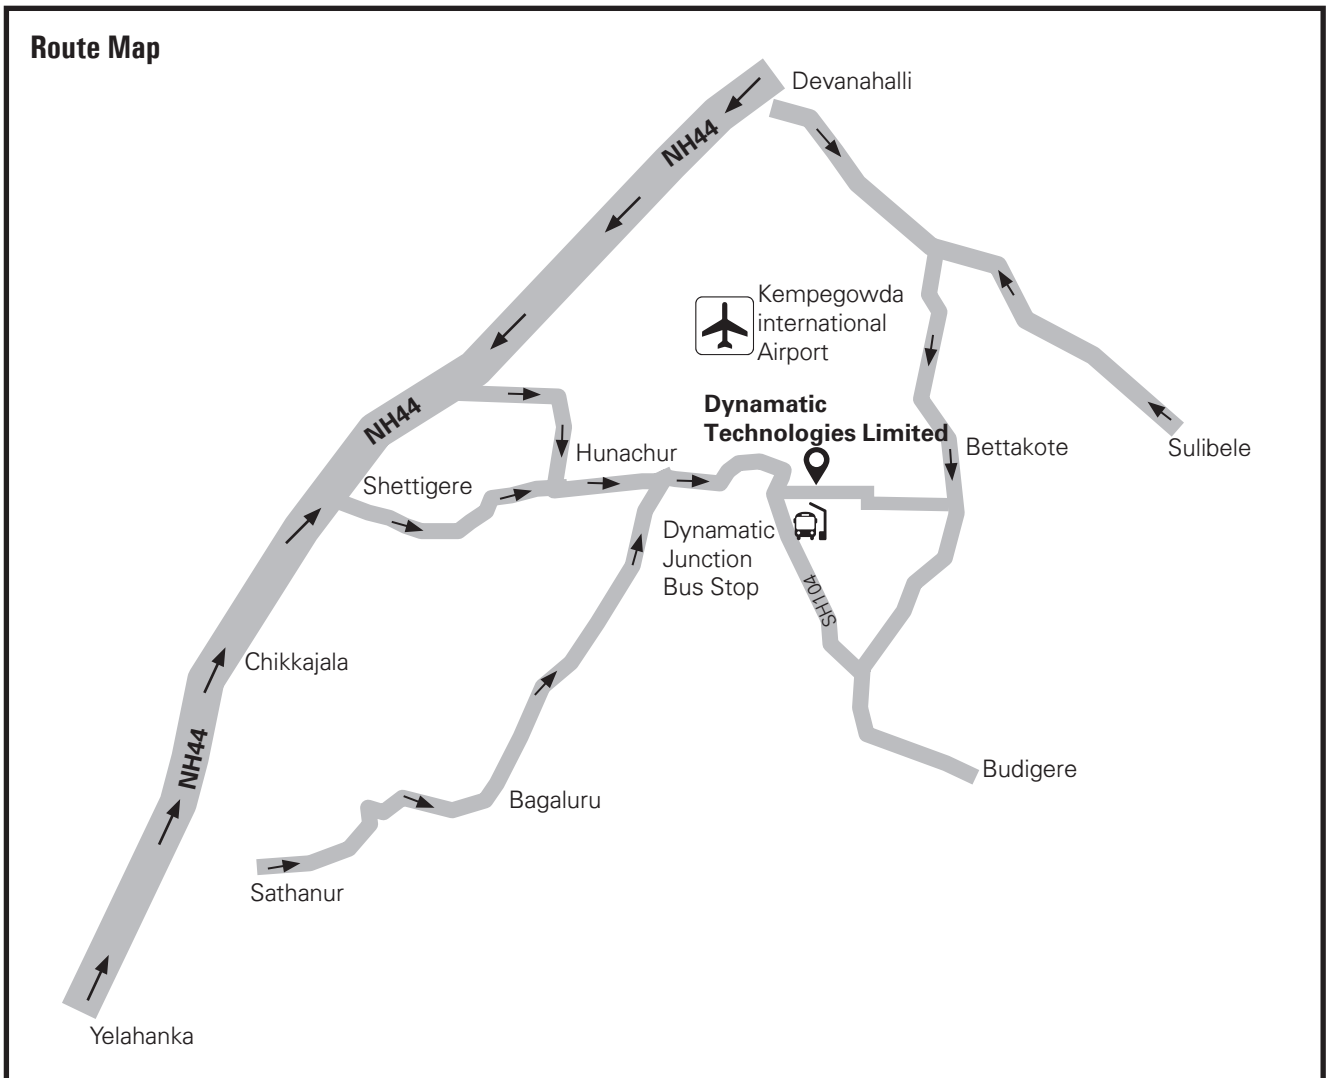 Route Map
Devanahalli
NH44
Kempegowda
international
Airport
Dynamatic
Technologies Limited
NH44
Hunachur
Bettakote
Sulibele
Shettigere
Dynamatic
Junction
Bus Stop
SH104
Chikkajala
NH44
Budigere
Bagaluru
Sathanur
Yelahanka